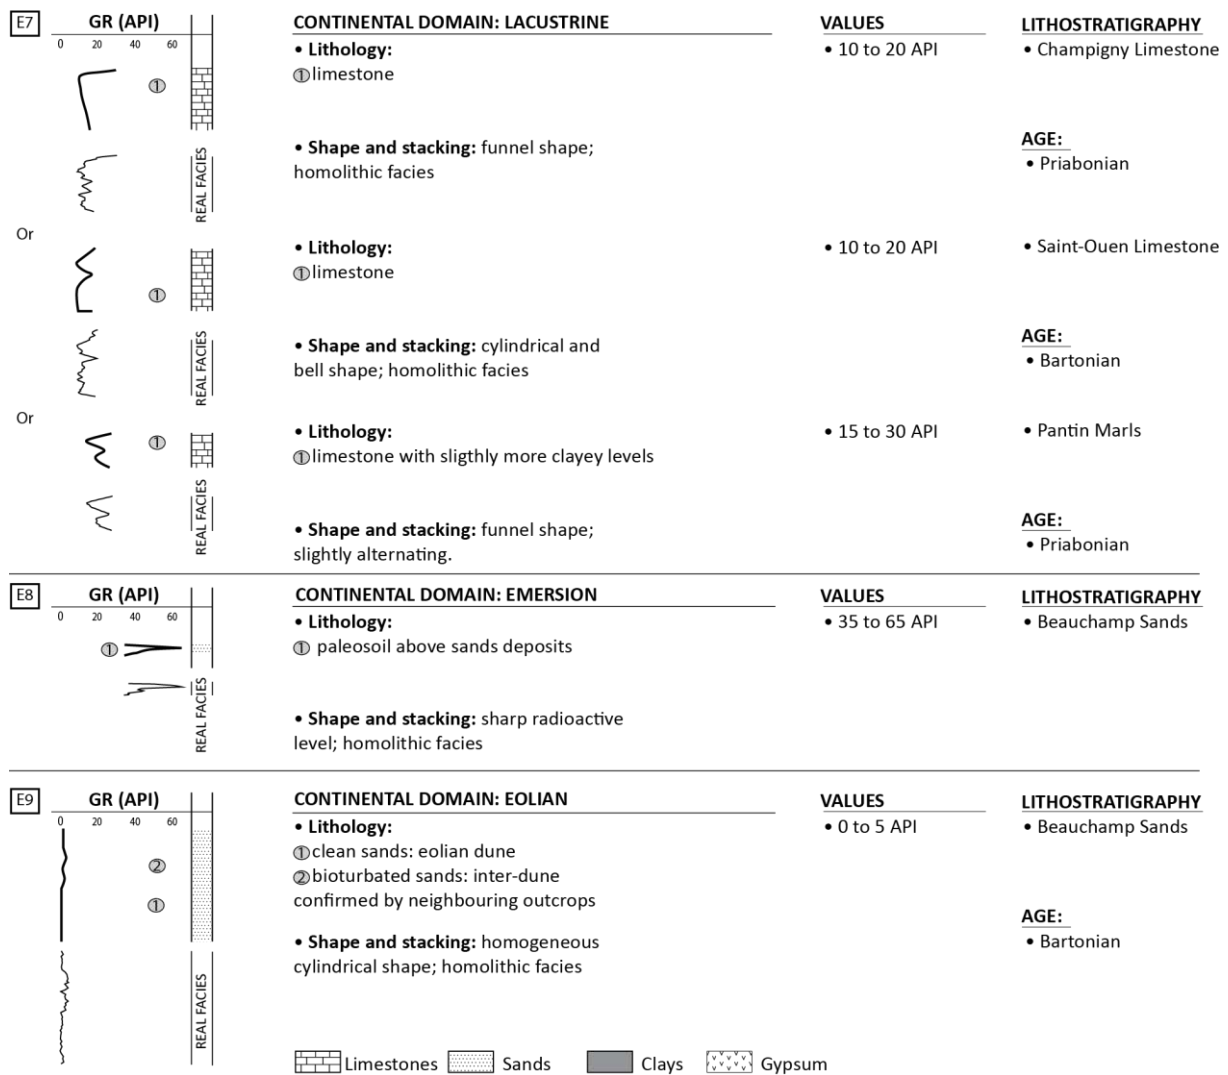 E7 GR (API) CONTINENTAL DOMAIN: LACUSTRINE VALUES LITHOSTRATIGRAPHY
0 20 40 60 • Lithology: • 10 to 20 API • Champigny Limestone
① limestone
①
• Shape and stacking: funnel shape;
homolithic facies
AGE:
• Priabonian
REAL FACIES
Or
• Lithology: • 10 to 20 API • Saint-Ouen Limestone
① limestone
①
• Shape and stacking: cylindrical and
bell shape; homolithic facies
AGE:
• Bartonian
REAL FACIES
Or
• Lithology: • 15 to 30 API • Pantin Marls
①
① limestone with sligthly more clayey levels
• Shape and stacking: funnel shape;
slightly alternating.
AGE:
• Priabonian
REAL FACIES
E8 GR (API) CONTINENTAL DOMAIN: EMERSION VALUES LITHOSTRATIGRAPHY
0 20 40 60 • Lithology: • 35 to 65 API • Beauchamp Sands
① ① paleosoil above sands deposits
• Shape and stacking: sharp radioactive
level; homolithic facies
REAL FACIES
E9 GR (API) CONTINENTAL DOMAIN: EOLIAN VALUES LITHOSTRATIGRAPHY
0 20 40 60 • Lithology: • 0 to 5 API • Beauchamp Sands
① clean sands: eolian dune
② ② bioturbated sands: inter-dune
① confirmed by neighbouring outcrops
AGE:
• Bartonian
• Shape and stacking: homogeneous
cylindrical shape; homolithic facies
REAL FACIES
Limestones Sands Clays Gypsum